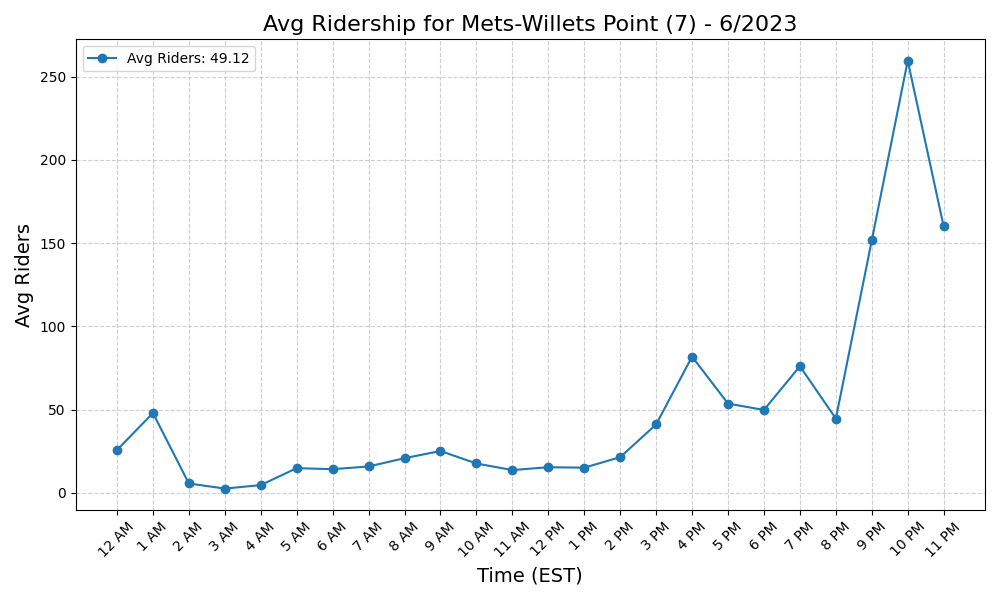 Avg Ridership for Mets-Willets Point (7) - 6/2023
Avg Riders: 49.12
Avg Riders
250
200
150
100
50
0
12 AM
1 AM
2 AM
3 AM
4 AM
5 AM
6 AM
7 AM
8 AM
9 AM
10 AM
11 AM
12 PM
1 PM
2 PM
3 PM
4 PM
5 PM
6 PM
7 PM
8 PM
9 PM
10 PM
11 PM
Time (EST)